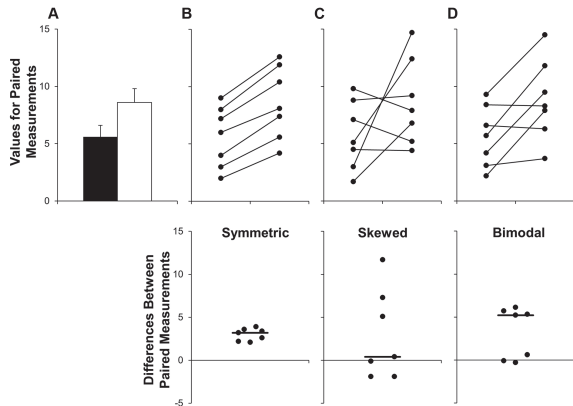 A B C D
Values for Paired
Measurements
15
10
5
0
Symmetric Skewed Bimodal
Differences Between
Paired Measurements
15
10
5
0
-5